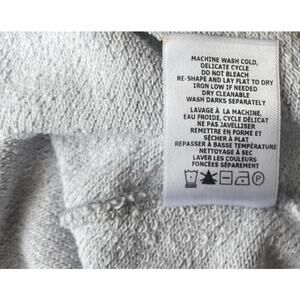 MACHINE WASH COLD,
DELICATE CYCLE
DO NOT BLEACH
RE-SHAPE AND LAY FLAT TO DRY
IRON LOW IF NEEDED
DRY CLEANABLE
WASH DARKS SEPARATELY
LAVAGE À LA MACHINE,
EAU FROIDE, CYCLE DÉLICAT
NE PAS JAVELLISER
REMETTRE EN FORME ET
SÉCHER À PLAT
REPASSER À BASSE TEMPÉRATURE
NETTOYAGE À SEC
LAVER LES COULEURS
FONCÉES SÉPAREMENT
P